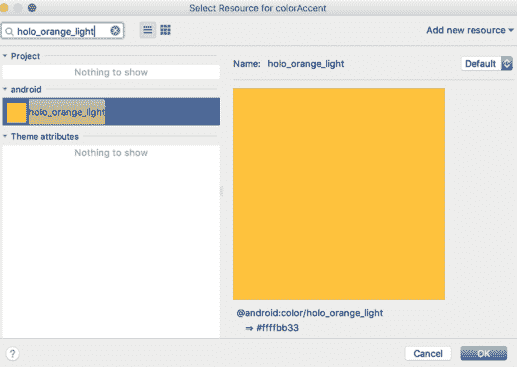 Select Resource for colorAccent
holo_orange_light
Add new resource
Project
Nothing to show
Name: holo_orange_light
Default
android
holo_orange_light
Theme attributes
Nothing to show
@android:color/holo_orange_light
⇒ #ffffbb33
?
Cancel
OK